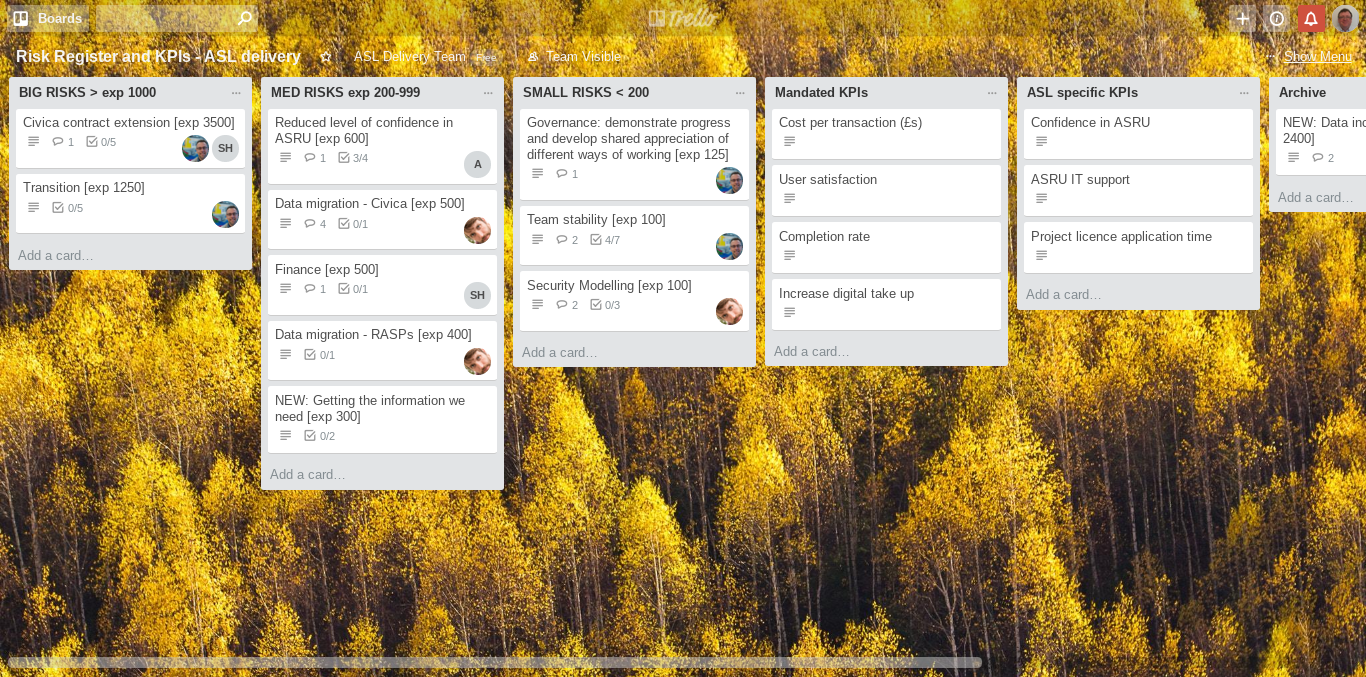 Boards
Trello
Risk Register and KPIs - ASL delivery
ASL Delivery Team Free
Team Visible
... Show Menu
BIG RISKS > exp 1000
Civica contract extension [exp 3500]
1 0/5
SH
Transition [exp 1250]
0/5
Add a card…
MED RISKS exp 200-999
Reduced level of confidence in
ASRU [exp 600]
1 3/4
A
Data migration - Civica [exp 500]
4 0/1
Finance [exp 500]
1 0/1
SH
Data migration - RASPs [exp 400]
0/1
NEW: Getting the information we
need [exp 300]
0/2
Add a card…
SMALL RISKS < 200
Governance: demonstrate progress
and develop shared appreciation of
different ways of working [exp 125]
1
Team stability [exp 100]
2 4/7
Security Modelling [exp 100]
2 0/3
Add a card…
Mandated KPIs
Cost per transaction (£s)
User satisfaction
Completion rate
Increase digital take up
Add a card…
ASL specific KPIs
Confidence in ASRU
ASRU IT support
Project licence application time
Add a card…
Archive
NEW: Data inc
2400]
2
Add a card…